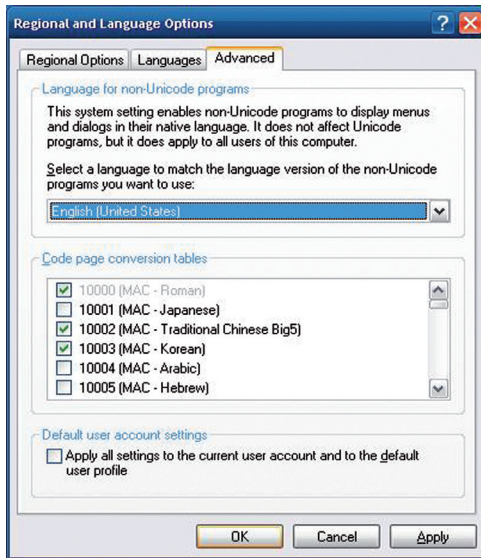 Regional and Language Options
Regional Options Languages Advanced
Language for non-Unicode programs
This system setting enables non-Unicode programs to display menus
and dialogs in their native language. It does not affect Unicode
programs, but it does apply to all users of this computer.
Select a language to match the language version of the non-Unicode
programs you want to use:
English (United States)
Code page conversion tables
10000 (MAC - Roman)
10001 (MAC - Japanese)
10002 (MAC - Traditional Chinese Big5)
10003 (MAC - Korean)
10004 (MAC - Arabic)
10005 (MAC - Hebrew)
Default user account settings
Apply all settings to the current user account and to the default
user profile
OK Cancel Apply